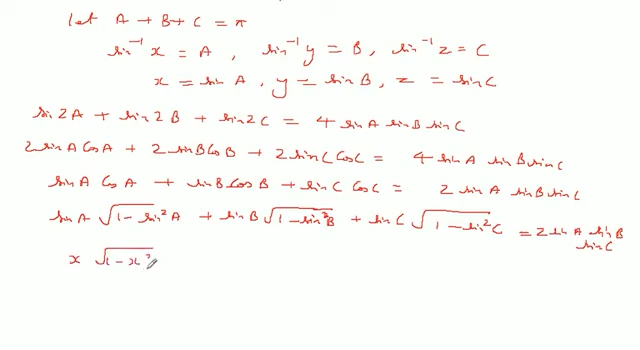 let A + B + C = π
sin⁻¹ x = A , sin⁻¹ y = B , sin⁻¹ z = C
x = sin A , y = sin B , z = sin C
sin 2A + sin 2B + sin 2C = 4 sin A sin B sin C
2 sin A Cos A + 2 sin B Cos B + 2 sin C Cos C = 4 sin A sin B sin C
sin A Cos A + sin B Cos B + sin C Cos C = 2 sin A sin B sin C
sin A √(1 - sin² A) + sin B √(1 - sin² B) + sin C √(1 - sin² C) = 2 sin A sin B sin C
x √(1 - x²)